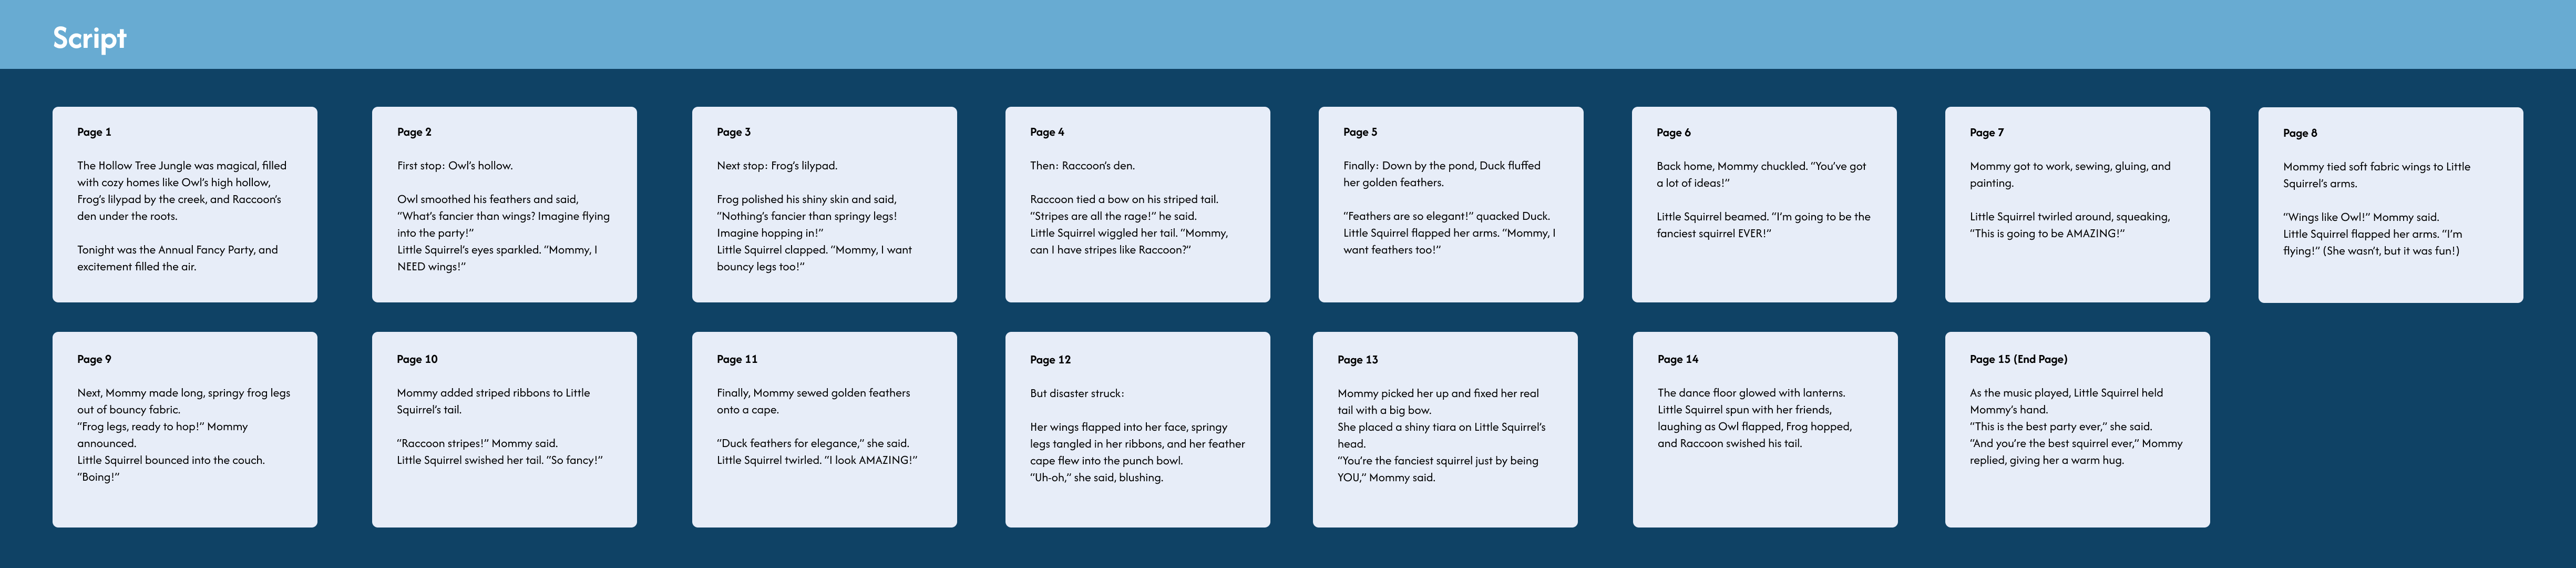 Script
Page 1
The Hollow Tree Jungle was magical, filled
with cozy homes like Owl’s high hollow,
Frog’s lilypad by the creek, and Raccoon’s
den under the roots.
Tonight was the Annual Fancy Party, and
excitement filled the air.
Page 2
First stop: Owl’s hollow.
Owl smoothed his feathers and said,
“What’s fancier than wings? Imagine flying
into the party!”
Little Squirrel’s eyes sparkled. “Mommy, I
NEED wings!”
Page 3
Next stop: Frog’s lilypad.
Frog polished his shiny skin and said,
“Nothing’s fancier than springy legs!
Imagine hopping in!”
Little Squirrel clapped. “Mommy, I want
bouncy legs too!”
Page 4
Then: Raccoon’s den.
Raccoon tied a bow on his striped tail.
“Stripes are all the rage!” he said.
Little Squirrel wiggled her tail. “Mommy,
can I have stripes like Raccoon?”
Page 5
Finally: Down by the pond, Duck fluffed
her golden feathers.
“Feathers are so elegant!” quacked Duck.
Little Squirrel flapped her arms. “Mommy, I
want feathers too!”
Page 6
Back home, Mommy chuckled. “You’ve got
a lot of ideas!”
Little Squirrel beamed. “I’m going to be the
fanciest squirrel EVER!”
Page 7
Mommy got to work, sewing, gluing, and
painting.
Little Squirrel twirled around, squeaking,
“This is going to be AMAZING!”
Page 8
Mommy tied soft fabric wings to Little
Squirrel’s arms.
“Wings like Owl!” Mommy said.
Little Squirrel flapped her arms. “I’m
flying!” (She wasn’t, but it was fun!)
Page 9
Next, Mommy made long, springy frog legs
out of bouncy fabric.
“Frog legs, ready to hop!” Mommy
announced.
Little Squirrel bounced into the couch.
“Boing!”
Page 10
Mommy added striped ribbons to Little
Squirrel’s tail.
“Raccoon stripes!” Mommy said.
Little Squirrel swished her tail. “So fancy!”
Page 11
Finally, Mommy sewed golden feathers
onto a cape.
“Duck feathers for elegance,” she said.
Little Squirrel twirled. “I look AMAZING!”
Page 12
But disaster struck:
Her wings flapped into her face, springy
legs tangled in her ribbons, and her feather
cape flew into the punch bowl.
“Uh-oh,” she said, blushing.
Page 13
Mommy picked her up and fixed her real
tail with a big bow.
She placed a shiny tiara on Little Squirrel’s
head.
“You’re the fanciest squirrel just by being
YOU,” Mommy said.
Page 14
The dance floor glowed with lanterns.
Little Squirrel spun with her friends,
laughing as Owl flapped, Frog hopped,
and Raccoon swished his tail.
Page 15 (End Page)
As the music played, Little Squirrel held
Mommy’s hand.
“This is the best party ever,” she said.
“And you’re the best squirrel ever,” Mommy
replied, giving her a warm hug.